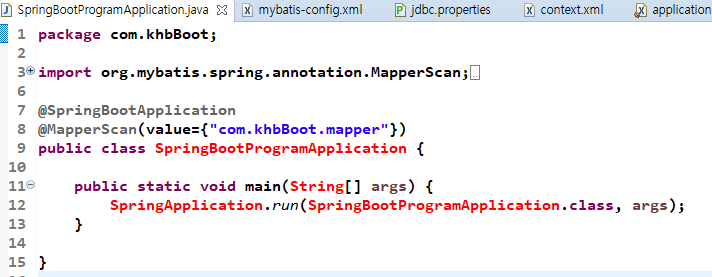 SpringBootProgramApplication.java mybatis-config.xml jdbc.properties context.xml application
1 package com.khbBoot;
2
3 import org.mybatis.spring.annotation.MapperScan;
6
7 @SpringBootApplication
8 @MapperScan(value={"com.khbBoot.mapper"})
9 public class SpringBootProgramApplication {
10
11 public static void main(String[] args) {
12 SpringApplication.run(SpringBootProgramApplication.class, args);
13 }
14
15 }